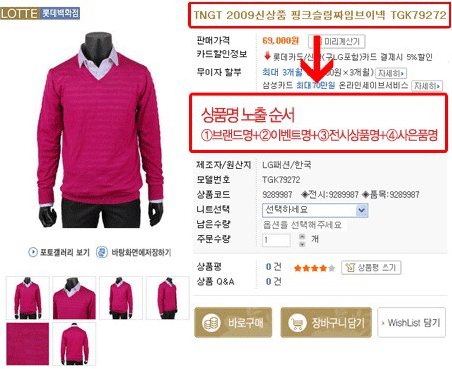 LOTTE 롯데백화점
TNGT 2009신상품 핑크슬림짜임브이넥 TGK79272
판매가격 69,000원 미리계산기
카드할인정보 롯데카드/신한(구LG포함)카드 결제시 5%할인
무이자 할부 최대 3개월 원×3개월) 자세히
삼성카드 최대70만원 온라인세이브서비스 자세히
상품명 노출 순서
①브랜드명+②이벤트명+③전시상품명+④사은품명
제조자/원산지 LG패션/한국
모델번호 TGK79272
상품코드 9289987 ◈전시:9289987 ◈품목:9289987
니트선택 선택하세요
남은수량 옵션을 선택해주세요
주문수량 1 개
포토갤러리 보기 바탕화면에저장하기
상품평 0 건 상품평 쓰기
상품 Q&A 0 건
바로구매 장바구니담기 WishList 담기